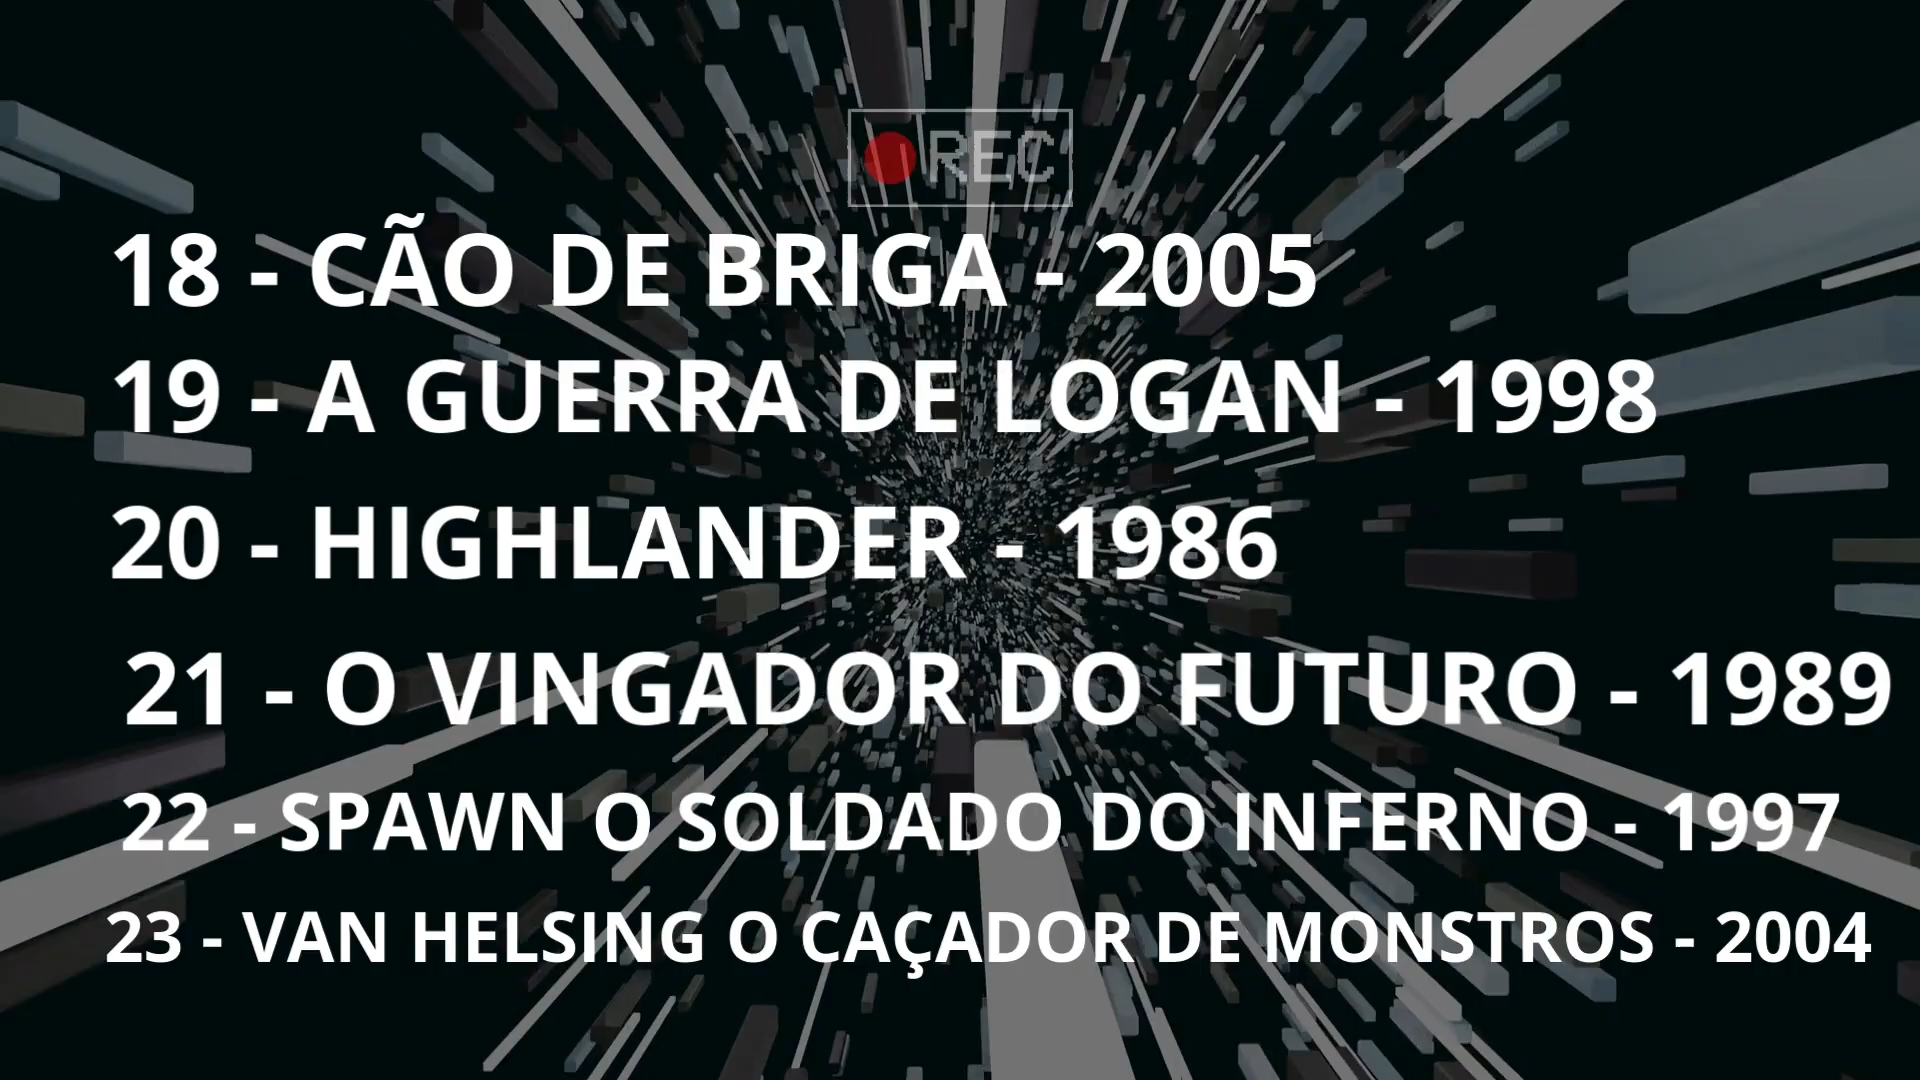 REC
18 - CÃO DE BRIGA - 2005
19 - A GUERRA DE LOGAN - 1998
20 - HIGHLANDER - 1986
21 - O VINGADOR DO FUTURO - 1989
22 - SPAWN O SOLDADO DO INFERNO - 1997
23 - VAN HELSING O CAÇADOR DE MONSTROS - 2004